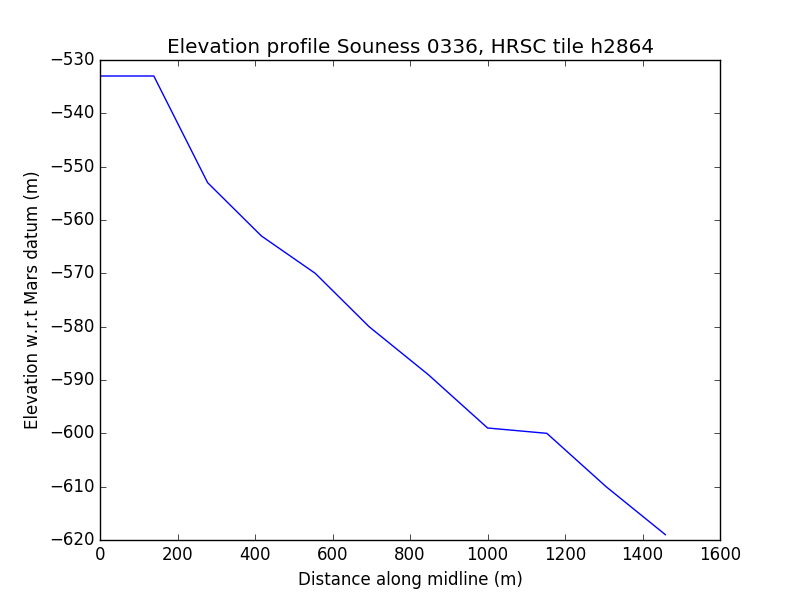 Elevation profile Souness 0336, HRSC tile h2864
−530
−540
−550
−560
−570
−580
−590
−600
−610
−620
Elevation w.r.t Mars datum (m)
0 200 400 600 800 1000 1200 1400 1600
Distance along midline (m)